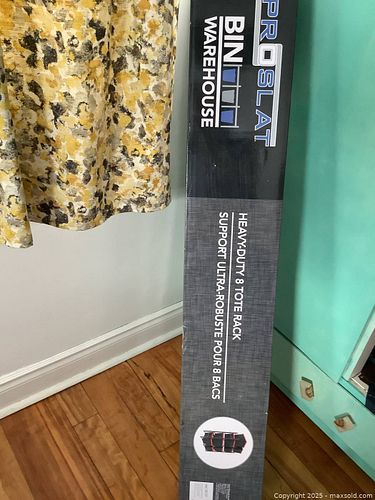 PROSLAT
BIN
WAREHOUSE
HEAVY-DUTY 8 TOTE RACK
SUPPORT ULTRA-ROBUSTE POUR 8 BACS
Copyright 2025 - maxsold.com